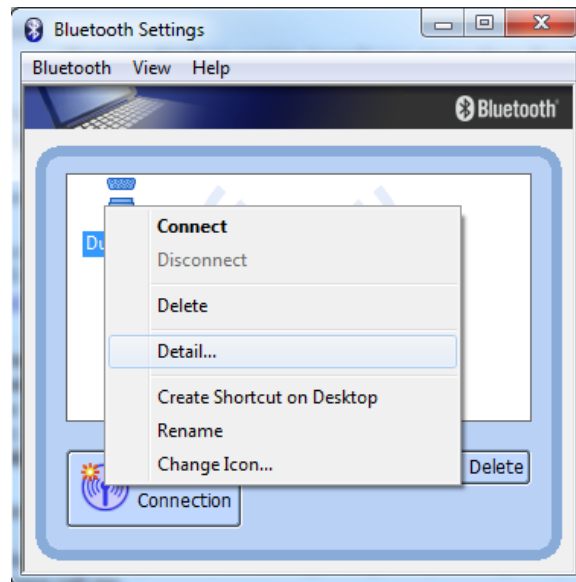 Bluetooth Settings
Bluetooth View Help
Bluetooth
Connect
Disconnect
Delete
Detail...
Create Shortcut on Desktop
Rename
Change Icon...
Delete
Connection